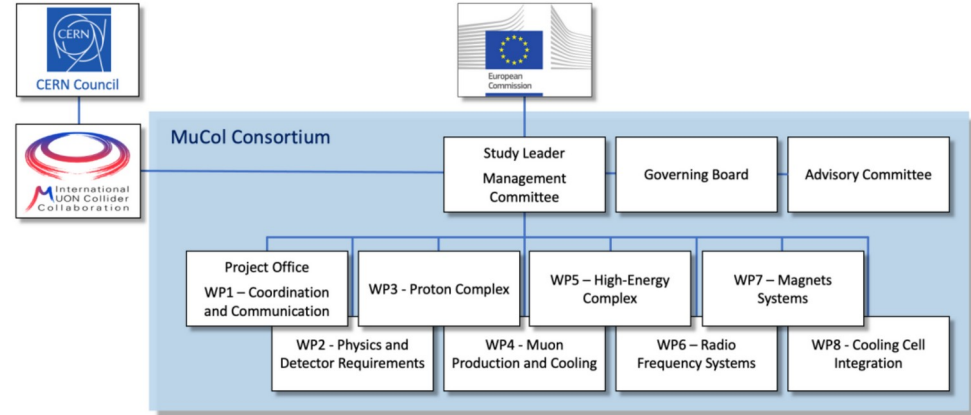 CERN
CERN Council
European
Commission
International
MUON Collider
Collaboration
MuCol Consortium
Study Leader
Management
Committee
Governing Board
Advisory Committee
Project Office
WP1 – Coordination
and Communication
WP3 - Proton Complex
WP5 – High-Energy
Complex
WP7 – Magnets
Systems
WP2 - Physics and
Detector Requirements
WP4 - Muon
Production and Cooling
WP6 – Radio
Frequency Systems
WP8 - Cooling Cell
Integration